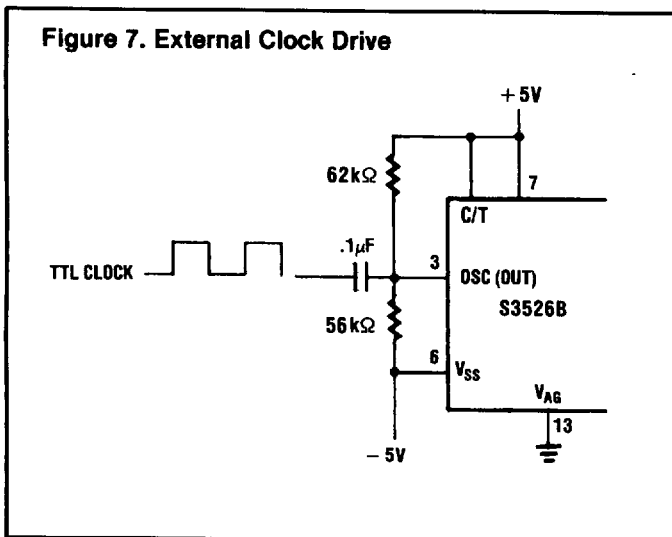 Figure 7. External Clock Drive
+5V
62kΩ
7
C/T
.1μF
TTL CLOCK
3
OSC (OUT)
S3526B
56kΩ
6
VSS
VAG
13
−5V